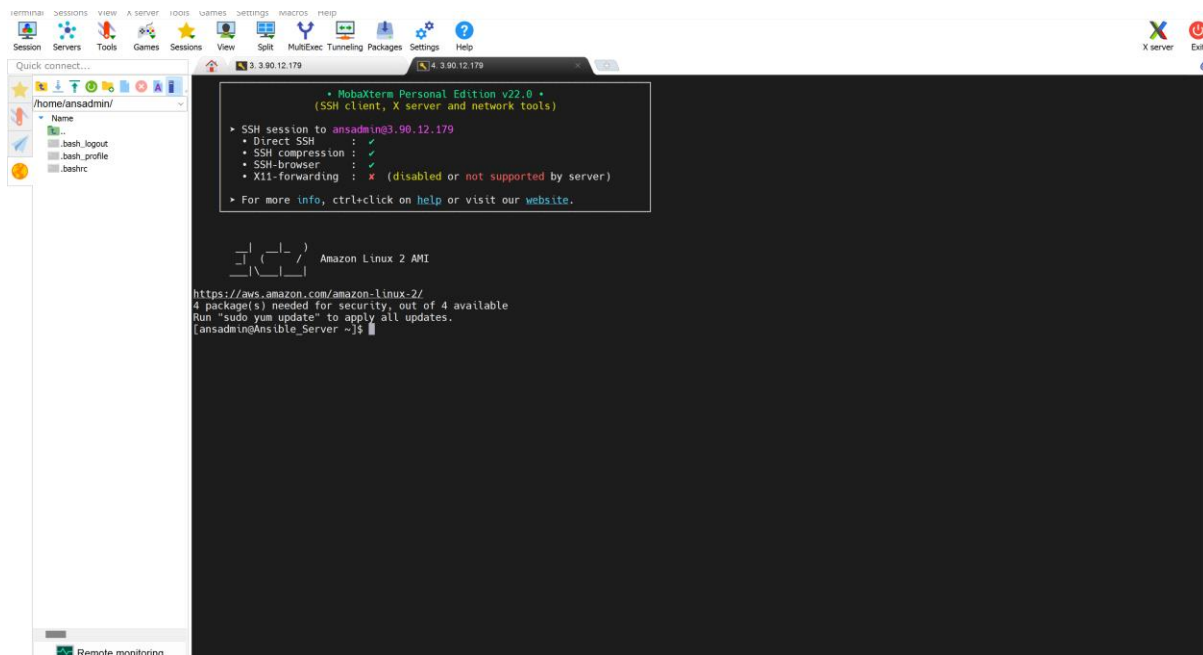 Terminal Sessions View X server Tools Games Settings Macros Help
Session Servers Tools Games Sessions View Split MultiExec Tunneling Packages Settings Help X server Exit
Quick connect...
3. 3.90.12.179
4. 3.90.12.179
/home/ansadmin/
Name
..
.bash_logout
.bash_profile
.bashrc
Remote monitoring
• MobaXterm Personal Edition v22.0 •
(SSH client, X server and network tools)
➤ SSH session to ansadmin@3.90.12.179
• Direct SSH : ✔
• SSH compression : ✔
• SSH-browser : ✔
• X11-forwarding : ✘ (disabled or not supported by server)
➤ For more info, ctrl+click on help or visit our website.
__| __|_ )
_| ( / Amazon Linux 2 AMI
___|\___|___|
https://aws.amazon.com/amazon-linux-2/
4 package(s) needed for security, out of 4 available
Run "sudo yum update" to apply all updates.
[ansadmin@Ansible_Server ~]$